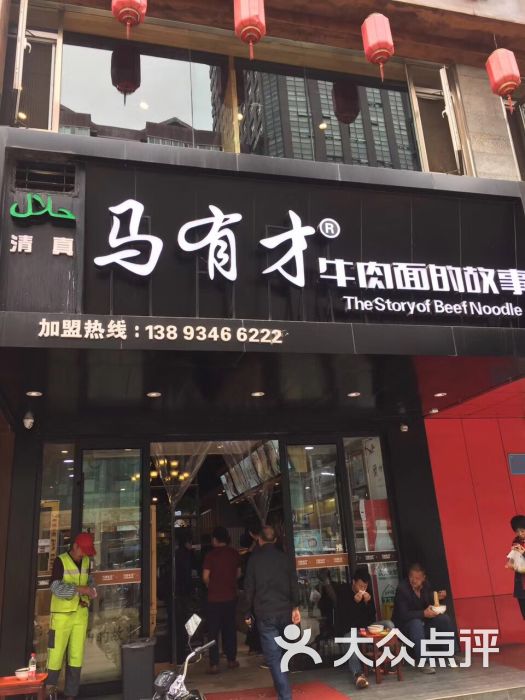 حلال
清真
马有才®
牛肉面的故事
The Story of Beef Noodle
加盟热线：138 9346 6222
大众点评